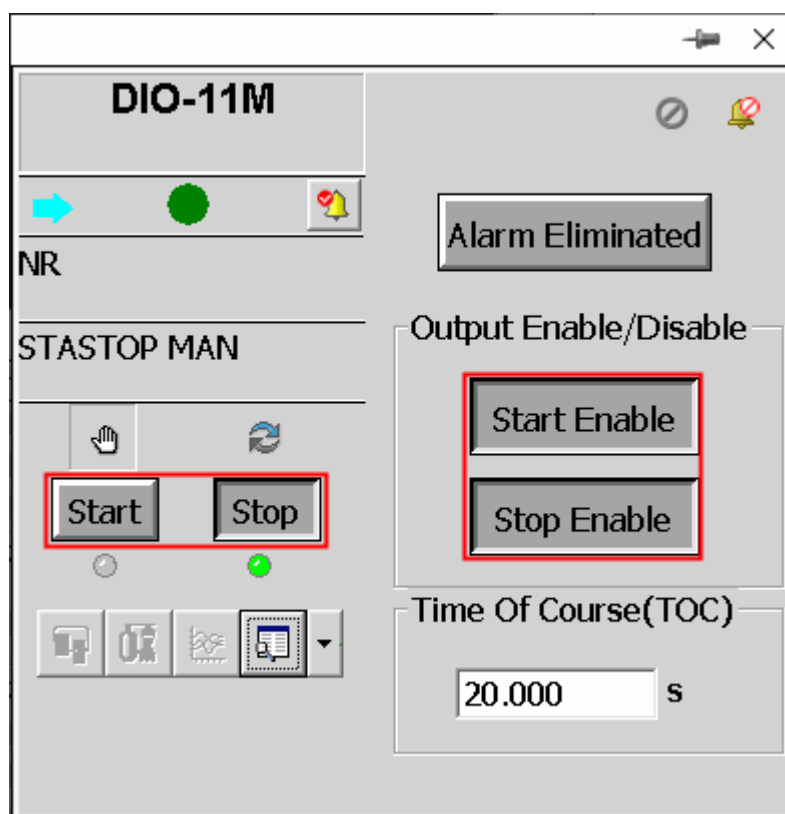 DIO-11M
NR
STASTOP MAN
Start
Stop
Alarm Eliminated
Output Enable/Disable
Start Enable
Stop Enable
Time Of Course(TOC)
20.000 s